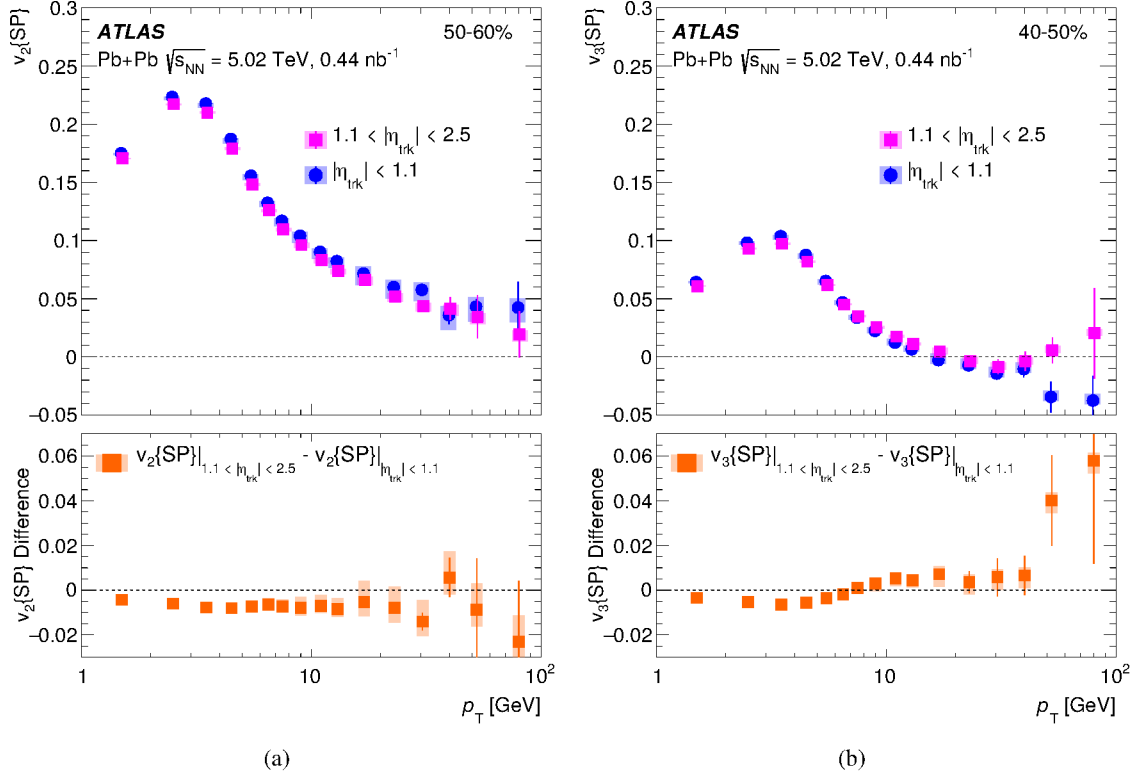 v2{SP}
0.3
0.25
0.2
0.15
0.1
0.05
0
−0.05
ATLAS 50-60%
Pb+Pb √sNN = 5.02 TeV, 0.44 nb-1
1.1 < |ηtrk| < 2.5
|ηtrk| < 1.1
v2{SP} Difference
0.06
0.04
0.02
0
−0.02
v2{SP}|1.1 < |ηtrk| < 2.5 - v2{SP}||ηtrk| < 1.1
1 10 102
pT [GeV]
(a)
v3{SP}
0.3
0.25
0.2
0.15
0.1
0.05
0
−0.05
ATLAS 40-50%
Pb+Pb √sNN = 5.02 TeV, 0.44 nb-1
1.1 < |ηtrk| < 2.5
|ηtrk| < 1.1
v3{SP} Difference
0.06
0.04
0.02
0
−0.02
v3{SP}|1.1 < |ηtrk| < 2.5 - v3{SP}||ηtrk| < 1.1
1 10 102
pT [GeV]
(b)